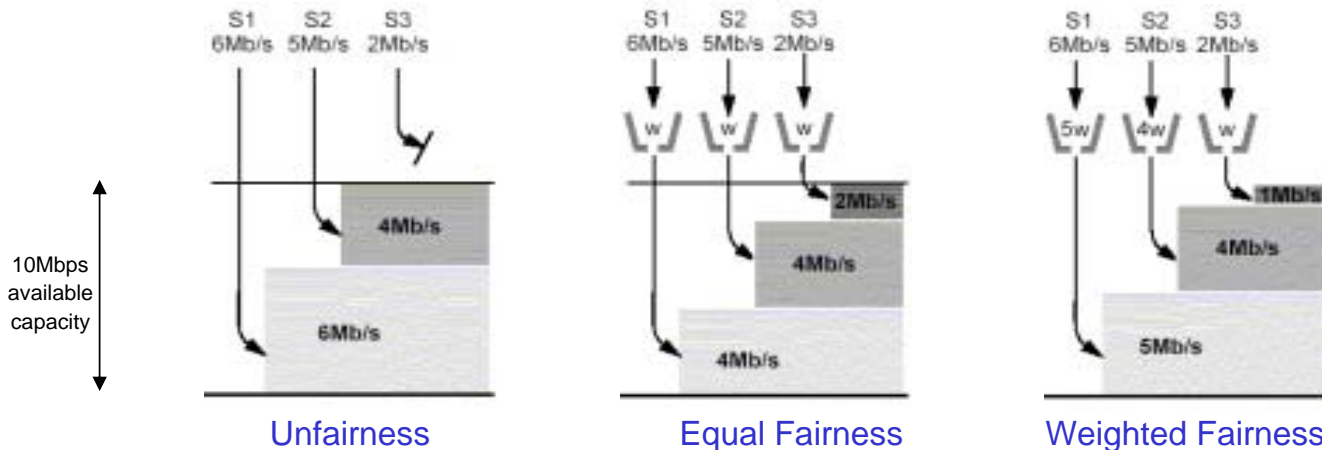 S1 S2 S3
6Mb/s 5Mb/s 2Mb/s
4Mb/s
6Mb/s
10Mbps
available
capacity
Unfairness
S1 S2 S3
6Mb/s 5Mb/s 2Mb/s
w w w
2Mb/s
4Mb/s
4Mb/s
Equal Fairness
S1 S2 S3
6Mb/s 5Mb/s 2Mb/s
5w 4w w
1Mb/s
4Mb/s
5Mb/s
Weighted Fairness